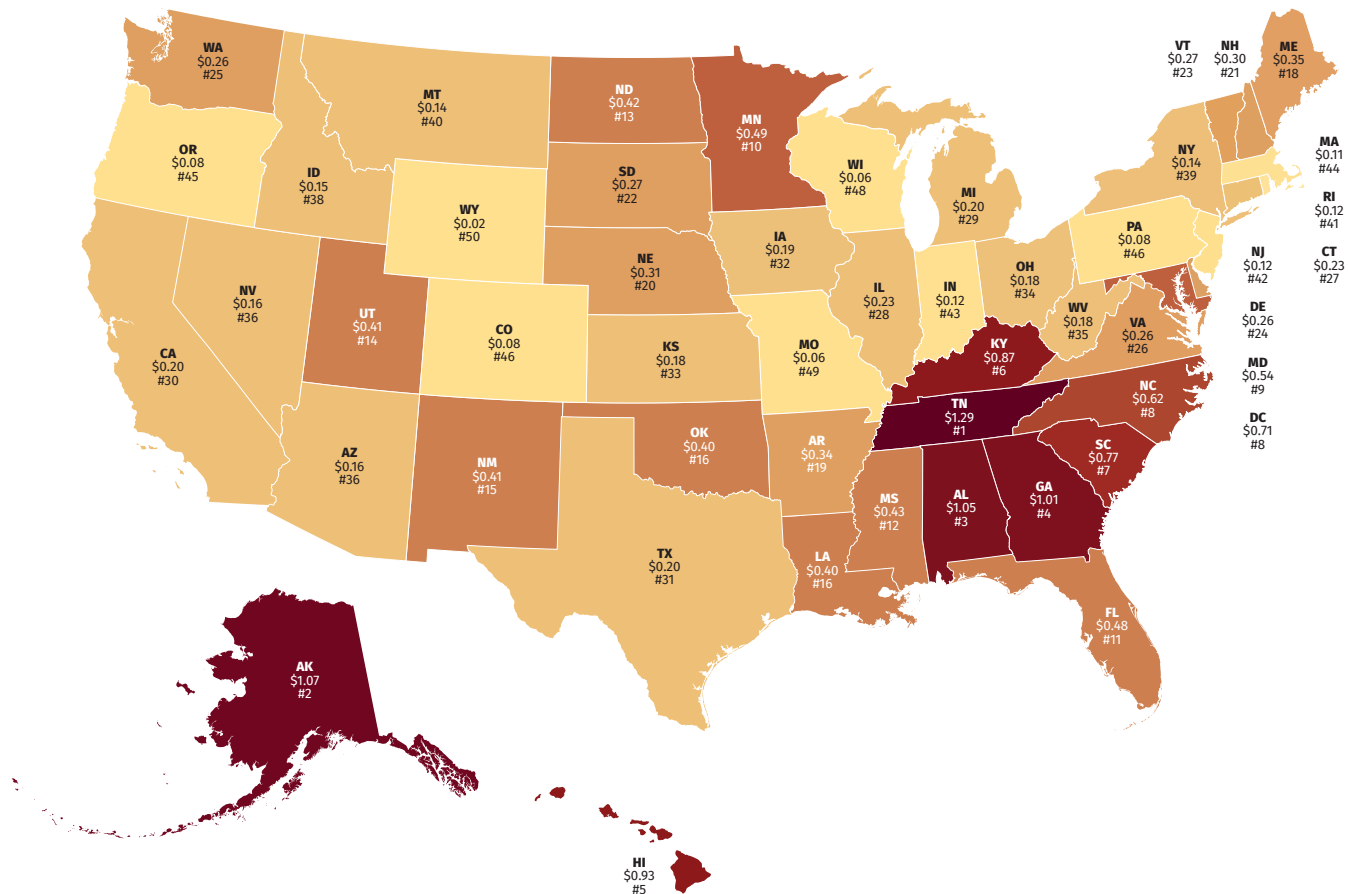 WA
$0.26
#25
MT
$0.14
#40
ND
$0.42
#13
MN
$0.49
#10
VT
$0.27
#23
NH
$0.30
#21
ME
$0.35
#18
OR
$0.08
#45
ID
$0.15
#38
WY
$0.02
#50
SD
$0.27
#22
WI
$0.06
#48
MI
$0.20
#29
NY
$0.14
#39
MA
$0.11
#44
RI
$0.12
#41
CT
$0.23
#27
NJ
$0.12
#42
DE
$0.26
#24
MD
$0.54
#9
DC
$0.71
#8
PA
$0.08
#46
NV
$0.16
#36
UT
$0.41
#14
CO
$0.08
#46
NE
$0.31
#20
IA
$0.19
#32
IL
$0.23
#28
IN
$0.12
#43
OH
$0.18
#34
WV
$0.18
#35
VA
$0.26
#26
CA
$0.20
#30
KS
$0.18
#33
MO
$0.06
#49
KY
$0.87
#6
TN
$1.29
#1
NC
$0.62
#8
SC
$0.77
#7
AZ
$0.16
#36
NM
$0.41
#15
OK
$0.40
#16
AR
$0.34
#19
MS
$0.43
#12
AL
$1.05
#3
GA
$1.01
#4
TX
$0.20
#31
LA
$0.40
#16
FL
$0.48
#11
AK
$1.07
#2
HI
$0.93
#5